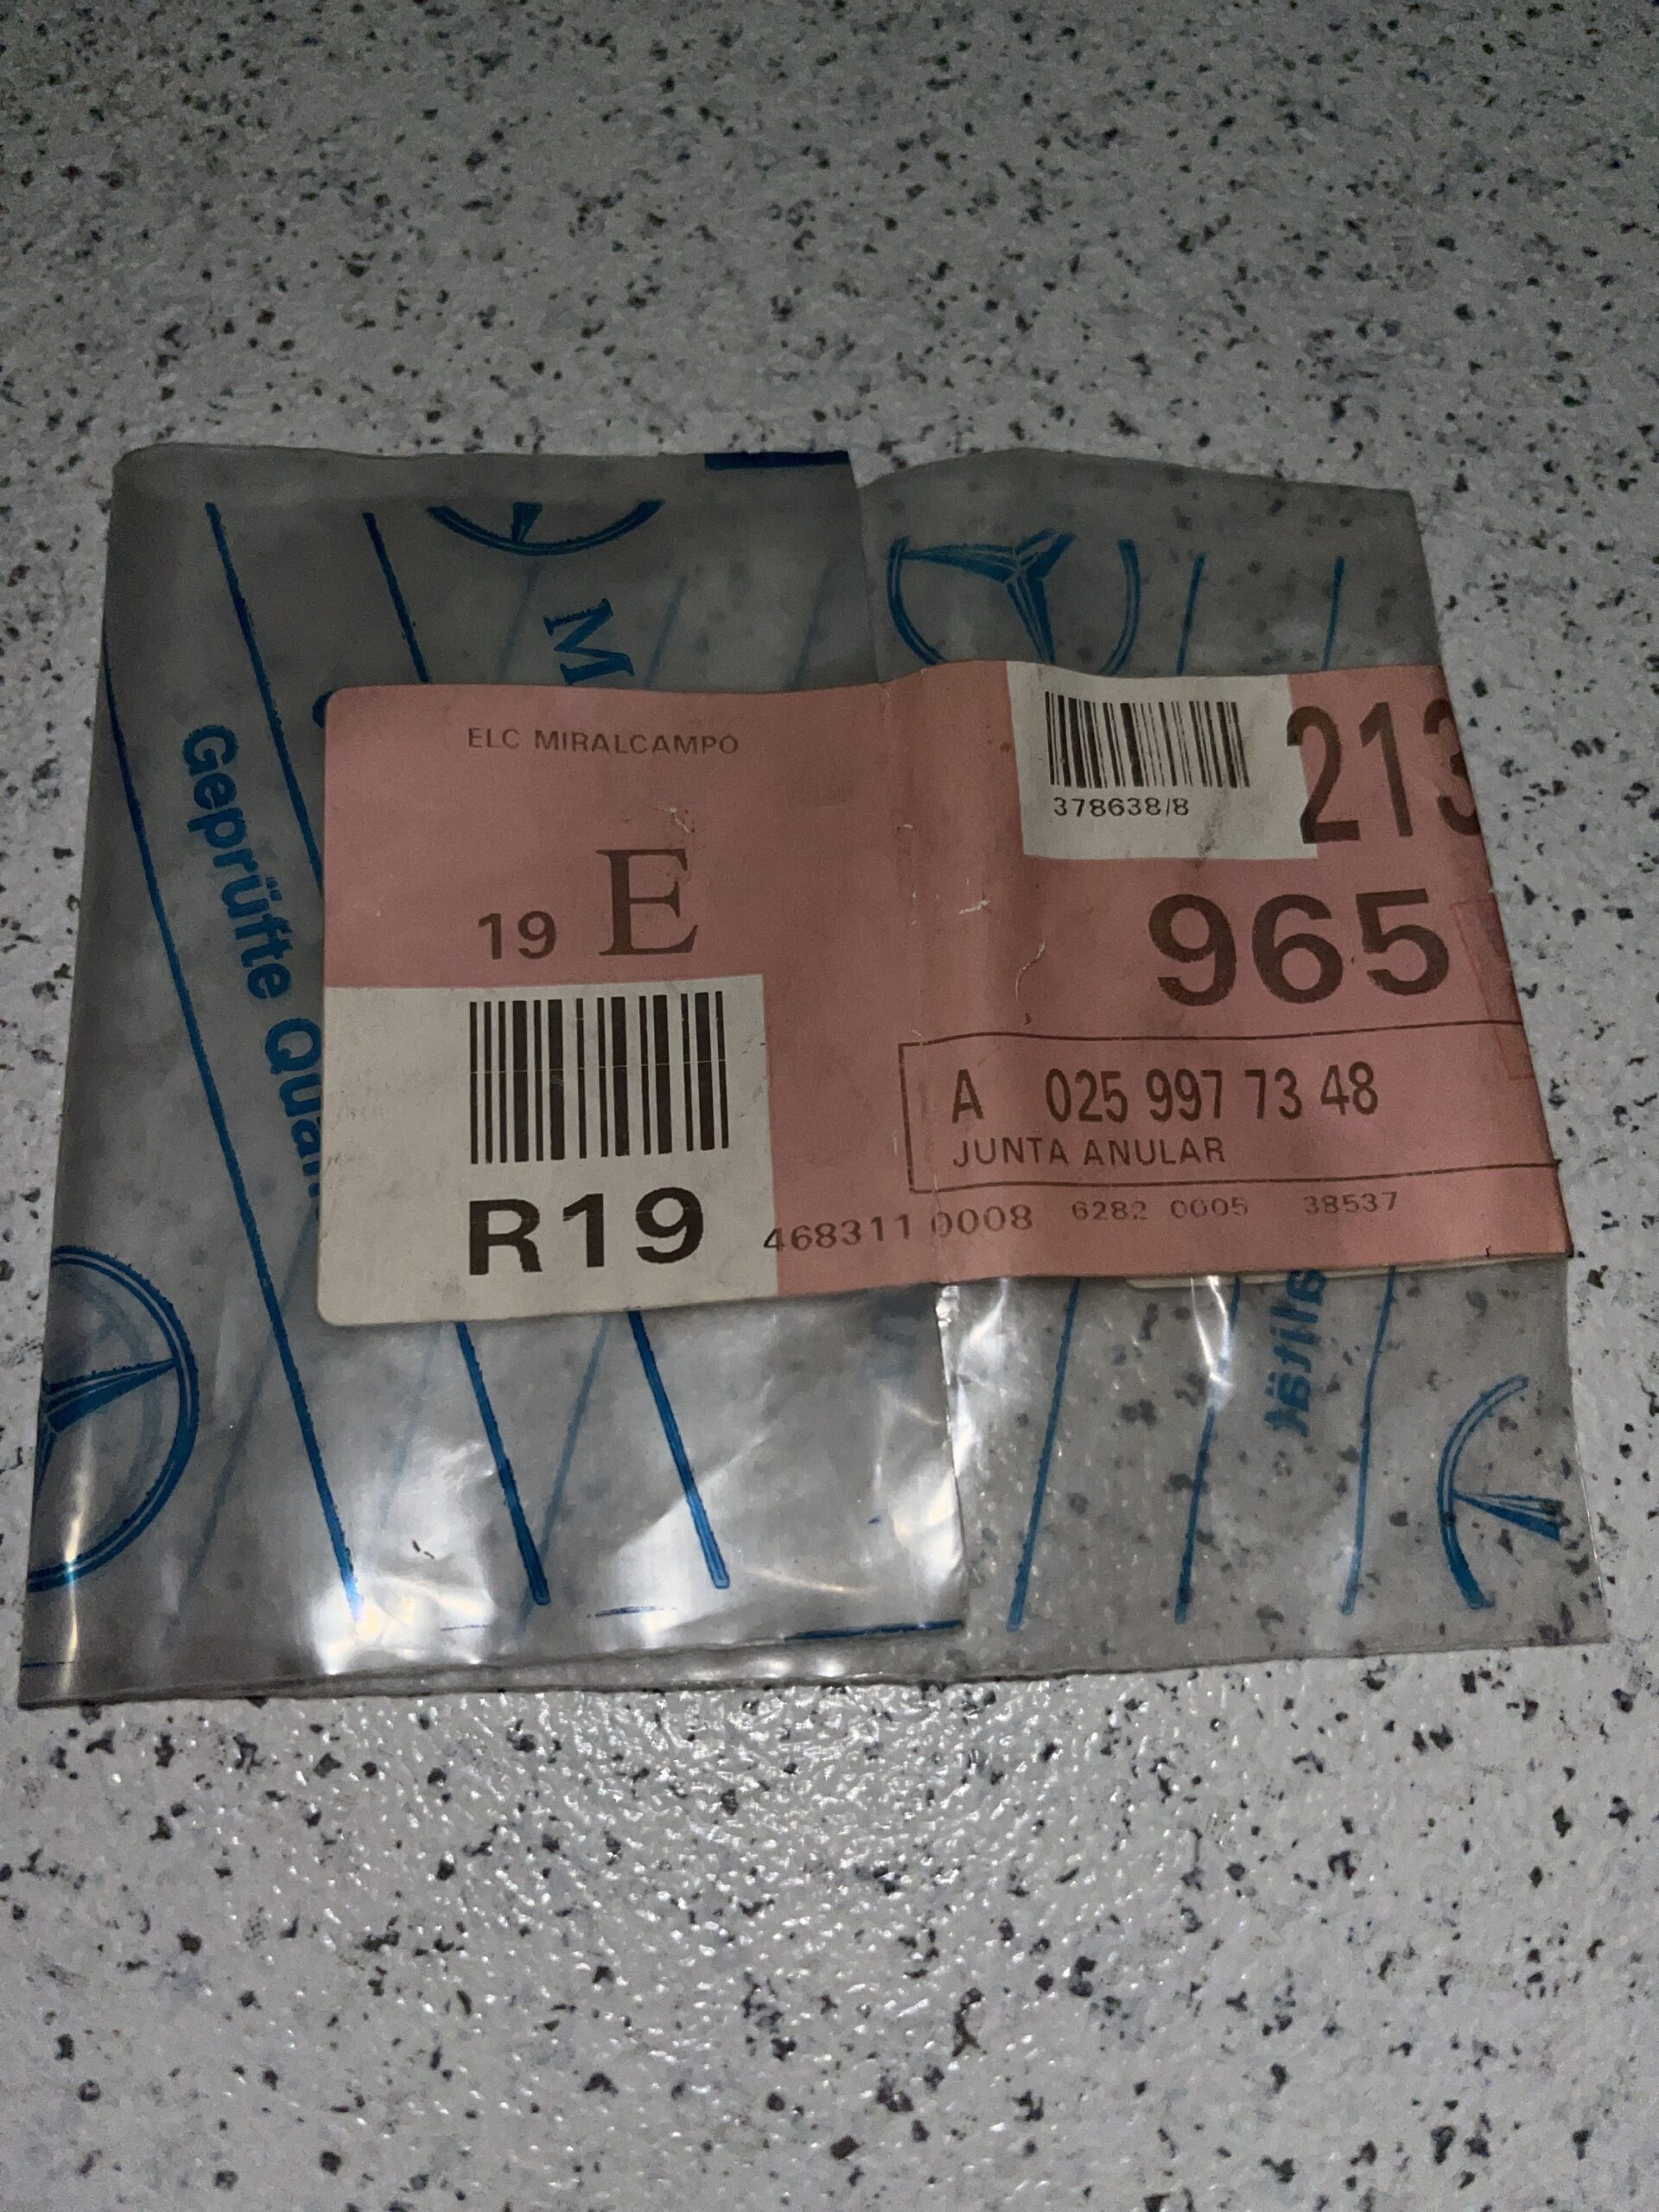 M
Geprüfte
ELC MIRALCAMPO
378638/8
213
19 E
965
A 025 997 73 48
JUNTA ANULAR
R19
468311 0008 6282 0005 38537
alität